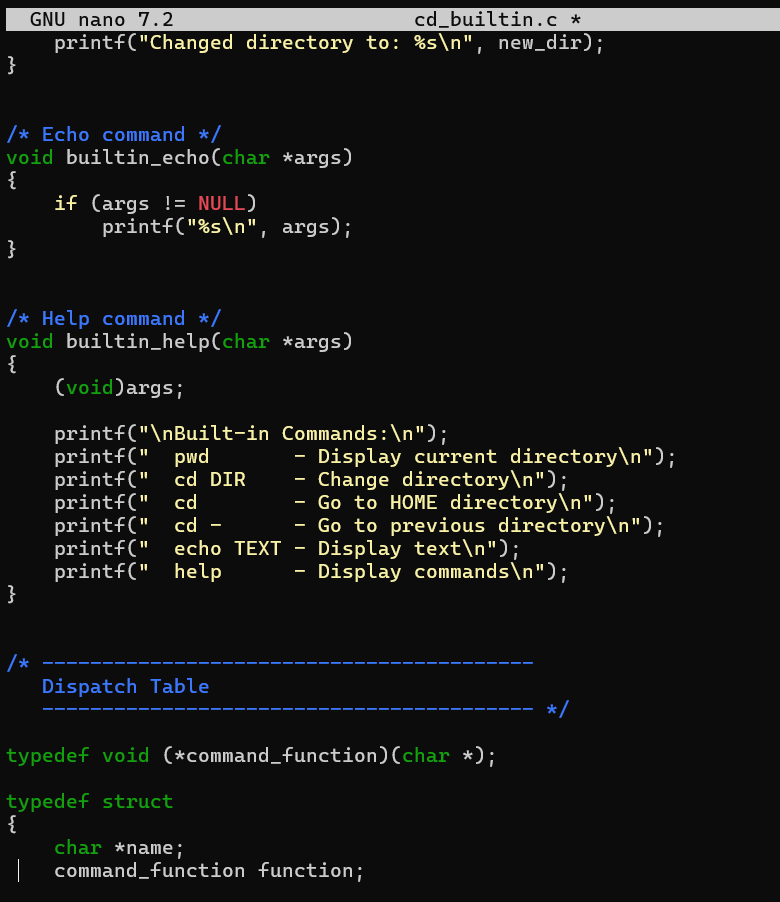 GNU nano 7.2                    cd_builtin.c *
    printf("Changed directory to: %s\n", new_dir);
}
/* Echo command */
void builtin_echo(char *args)
{
    if (args != NULL)
        printf("%s\n", args);
}
/* Help command */
void builtin_help(char *args)
{
    (void)args;
    printf("\nBuilt-in Commands:\n");
    printf("  pwd       - Display current directory\n");
    printf("  cd DIR    - Change directory\n");
    printf("  cd        - Go to HOME directory\n");
    printf("  cd -      - Go to previous directory\n");
    printf("  echo TEXT - Display text\n");
    printf("  help      - Display commands\n");
}
/* -----------------------------------------
   Dispatch Table
   ----------------------------------------- */
typedef void (*command_function)(char *);
typedef struct
{
    char *name;
    command_function function;